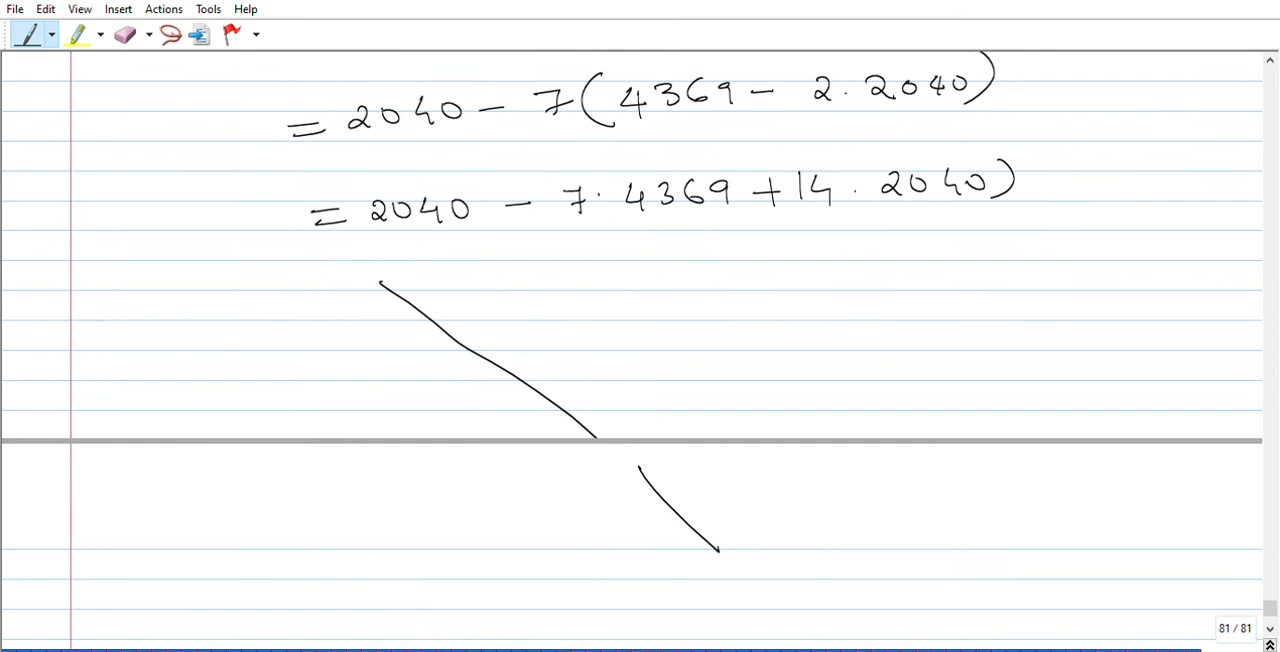 File Edit View Insert Actions Tools Help
= 2040 - 7(4369 - 2. 2040)
= 2040 - 7. 4369 + 14 . 2040)
81 / 81